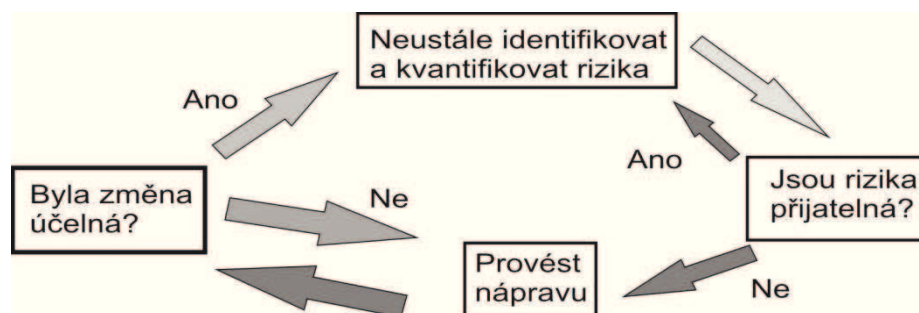 Neustále identifikovat
a kvantifikovat rizika
Ano
Ano
Byla změna
účelná?
Ne
Jsou rizika
přijatelná?
Provést
nápravu
Ne